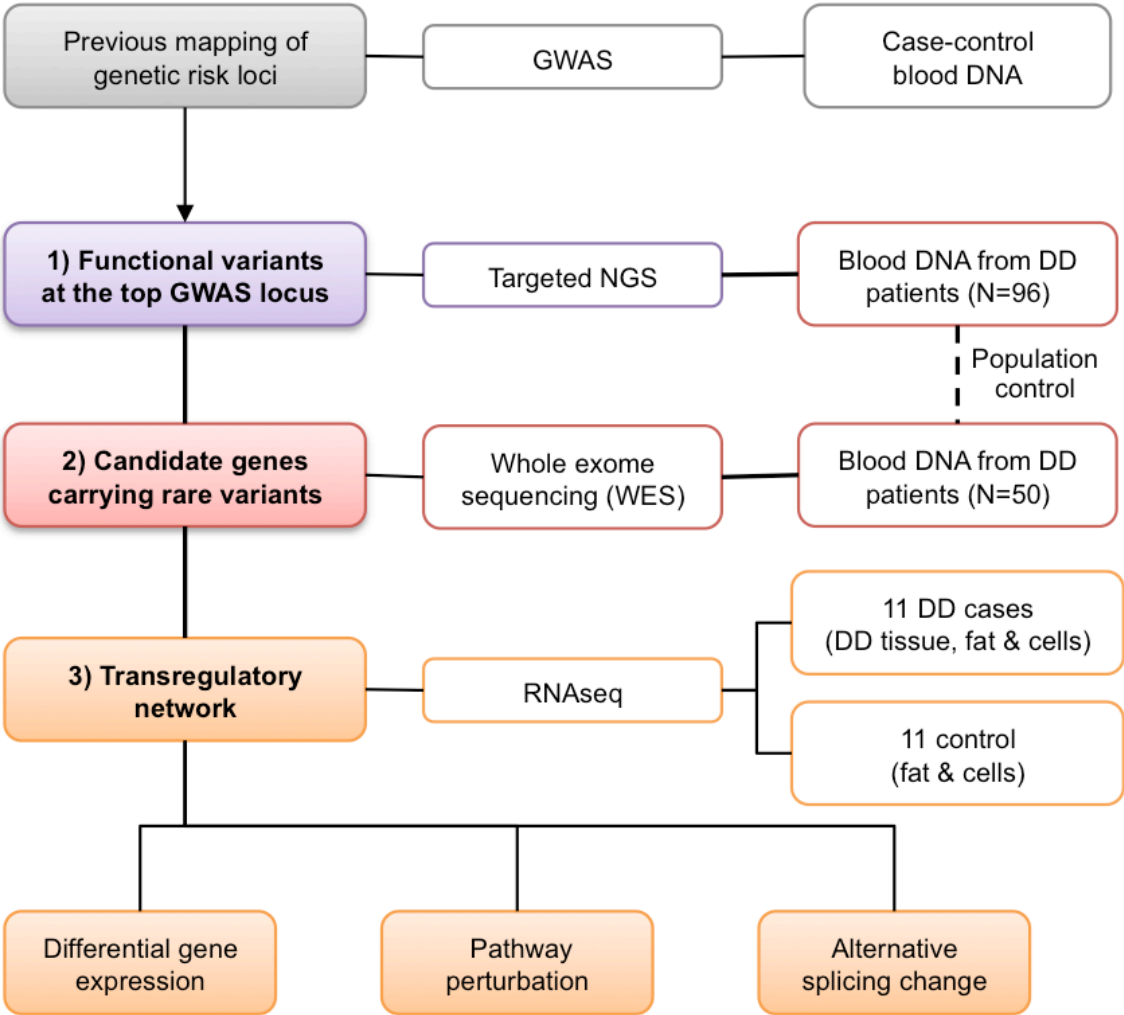 Previous mapping of
genetic risk loci
GWAS
Case-control
blood DNA
1) Functional variants
at the top GWAS locus
Targeted NGS
Blood DNA from DD
patients (N=96)
Population
control
2) Candidate genes
carrying rare variants
Whole exome
sequencing (WES)
Blood DNA from DD
patients (N=50)
3) Transregulatory
network
RNAseq
11 DD cases
(DD tissue, fat & cells)
11 control
(fat & cells)
Differential gene
expression
Pathway
perturbation
Alternative
splicing change